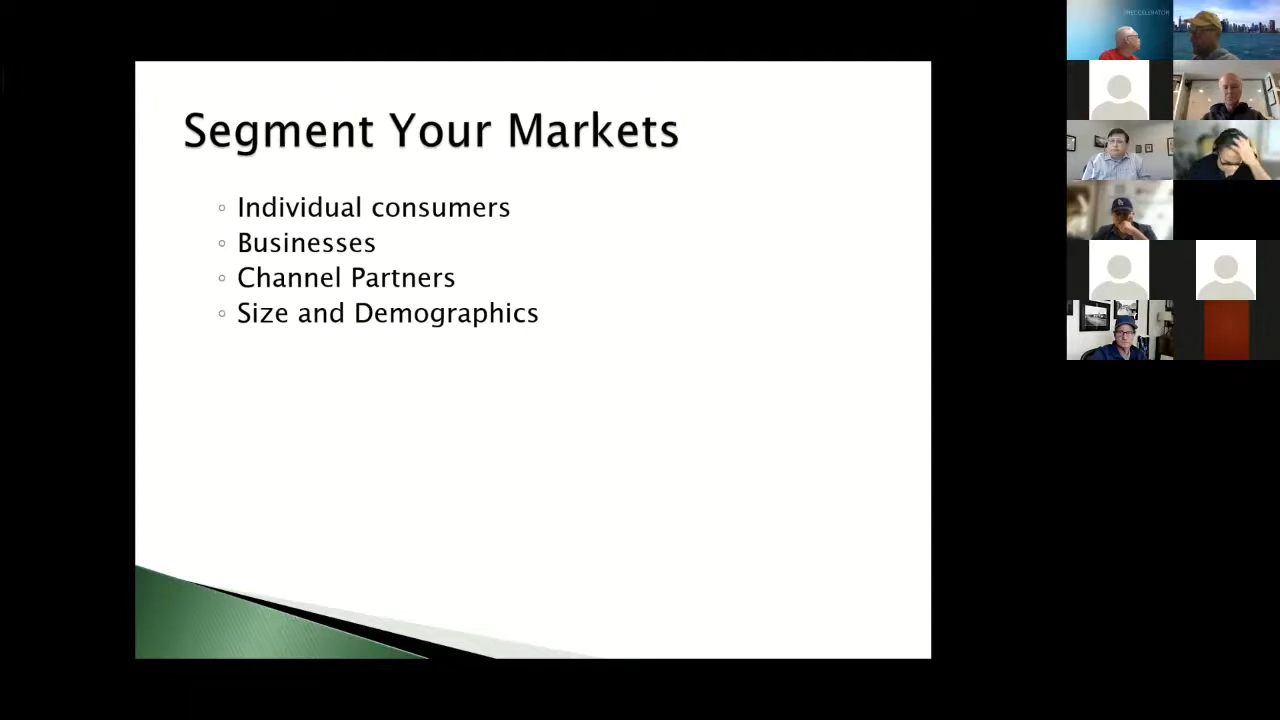 Segment Your Markets
Individual consumers
Businesses
Channel Partners
Size and Demographics